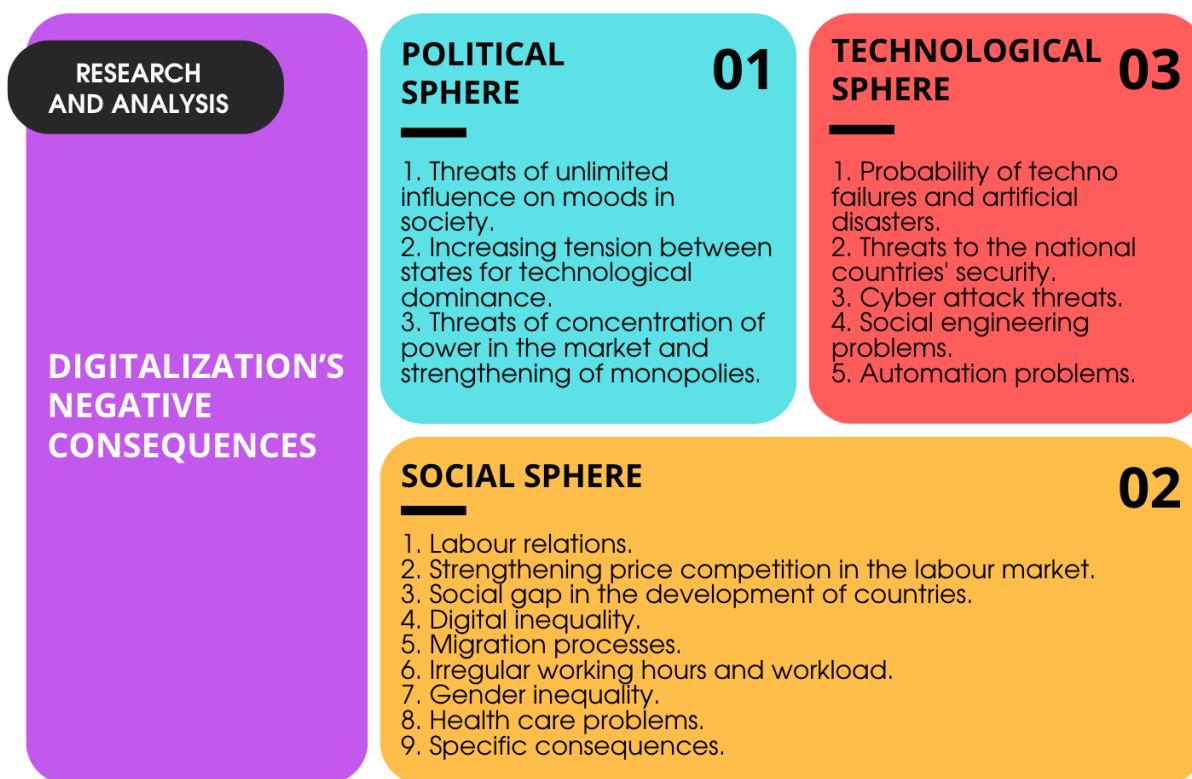 RESEARCH
AND ANALYSIS
DIGITALIZATION’S
NEGATIVE
CONSEQUENCES
POLITICAL
SPHERE
01
1. Threats of unlimited
influence on moods in
society.
2. Increasing tension between
states for technological
dominance.
3. Threats of concentration of
power in the market and
strengthening of monopolies.
TECHNOLOGICAL
SPHERE
03
1. Probability of techno
failures and artificial
disasters.
2. Threats to the national
countries' security.
3. Cyber attack threats.
4. Social engineering
problems.
5. Automation problems.
SOCIAL SPHERE
02
1. Labour relations.
2. Strengthening price competition in the labour market.
3. Social gap in the development of countries.
4. Digital inequality.
5. Migration processes.
6. Irregular working hours and workload.
7. Gender inequality.
8. Health care problems.
9. Specific consequences.